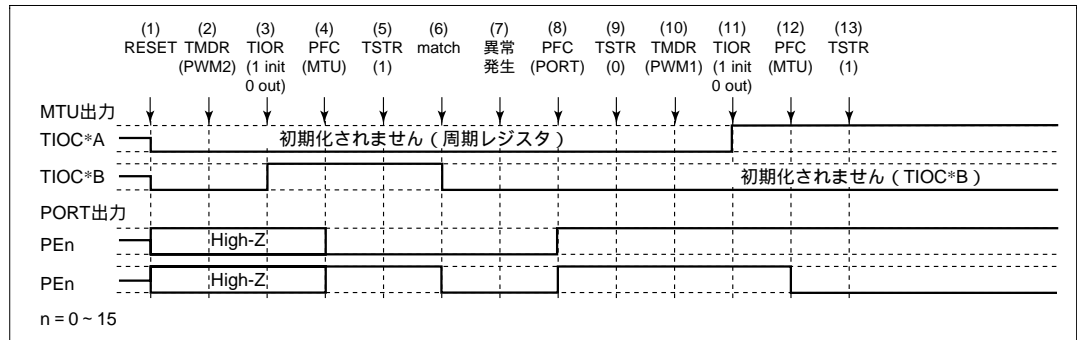 (1) (2) (3) (4) (5) (6) (7) (8) (9) (10) (11) (12) (13)
RESET TMDR TIOR PFC TSTR match 異常 PFC TSTR TMDR TIOR PFC TSTR
(PWM2) (1 init (MTU) (1) 発生 (PORT) (0) (PWM1) (1 init (MTU) (1)
0 out) 0 out)
MTU出力
TIOC*A 初期化されません(周期レジスタ)
TIOC*B 初期化されません(TIOC*B)
PORT出力
PEn High-Z
PEn High-Z
n = 0 ~ 15